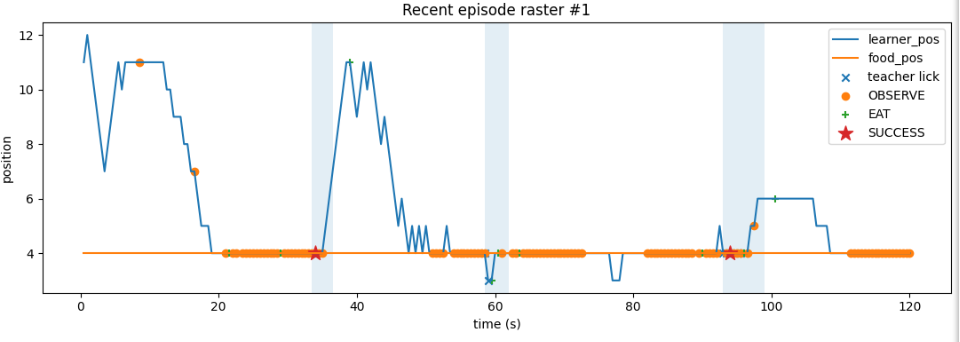 Recent episode raster #1
12
10
8
6
4
position
0 20 40 60 80 100 120
time (s)
learner_pos
food_pos
teacher lick
OBSERVE
EAT
SUCCESS